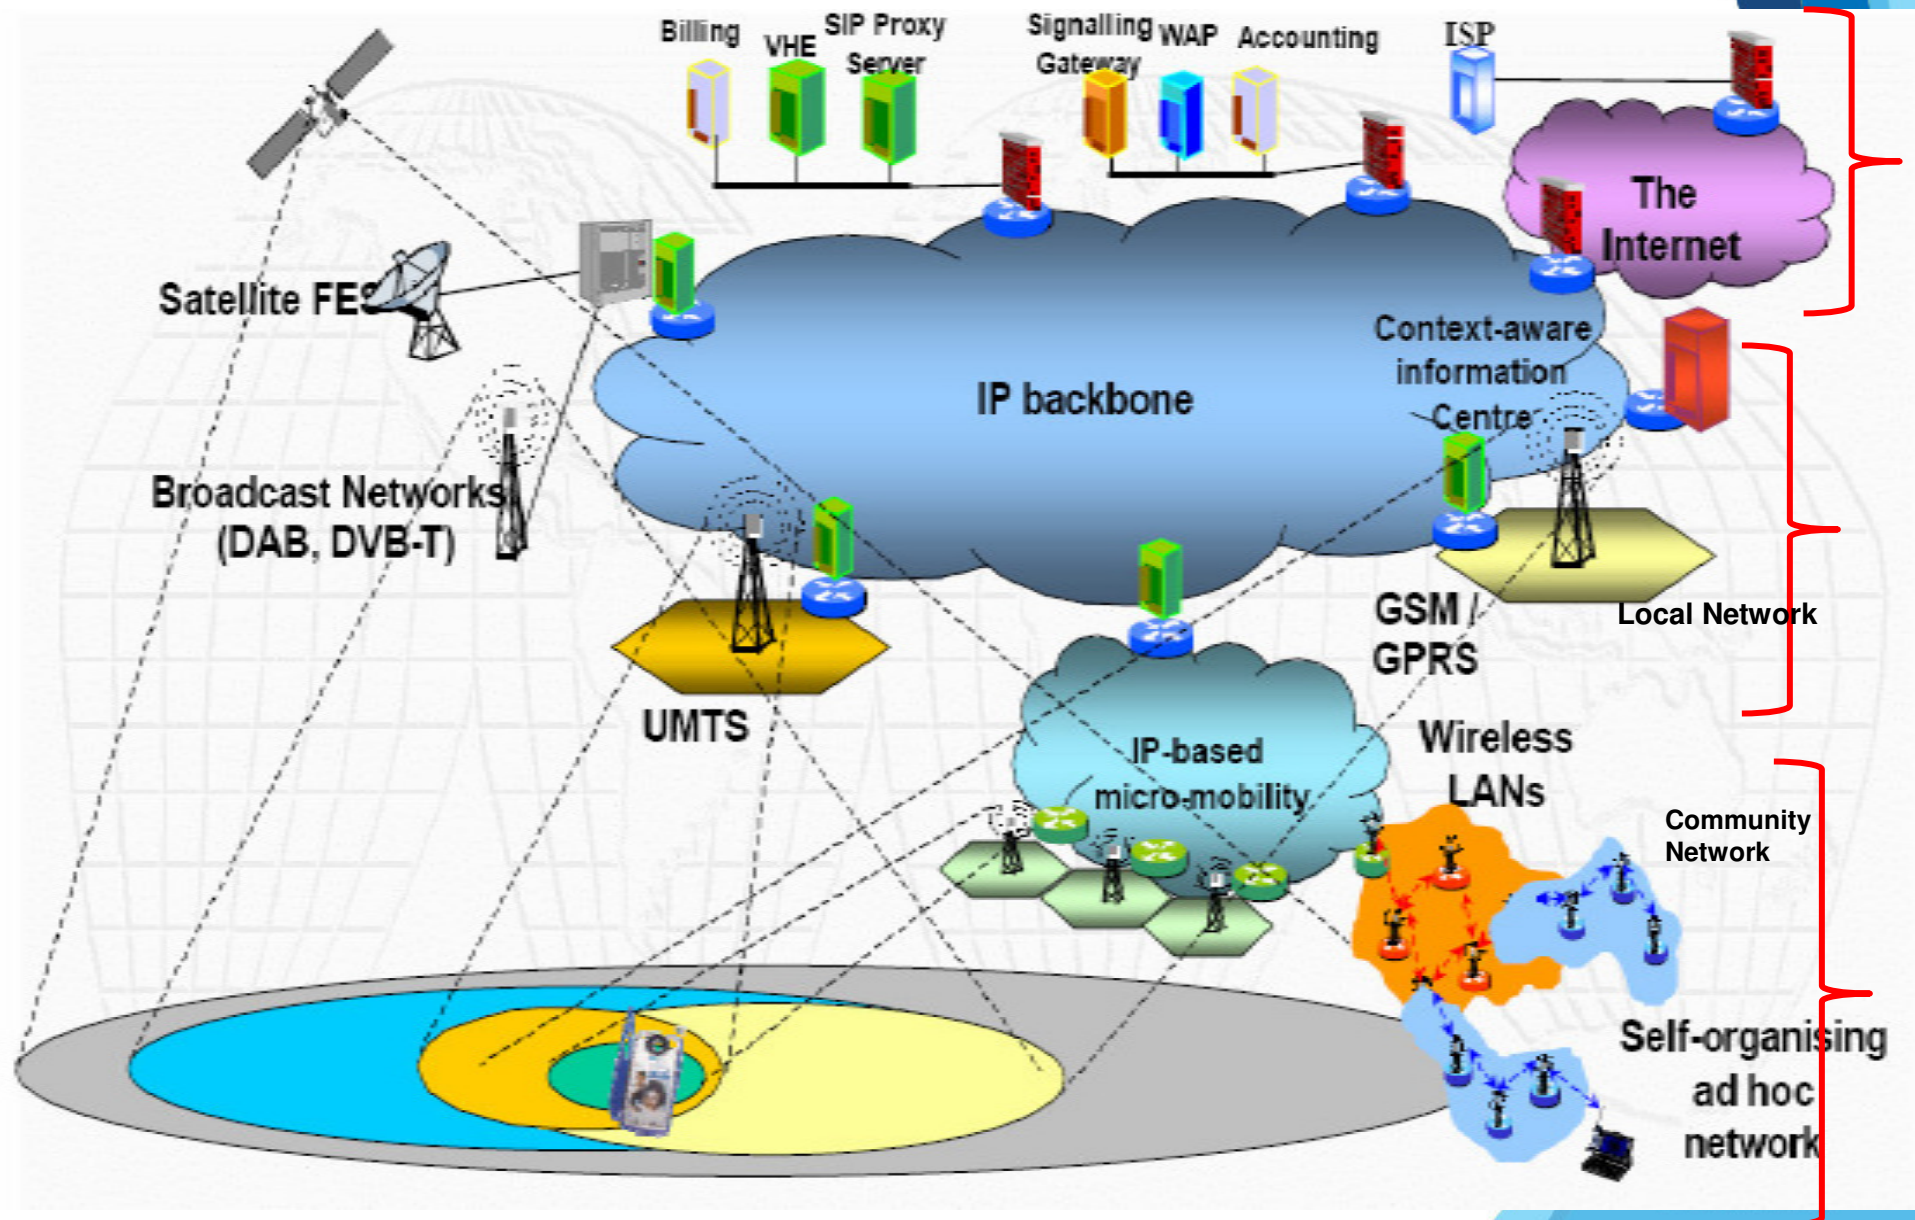 Billing
VHE
SIP Proxy
Server
Signalling
Gateway
WAP
Accounting
ISP
The
Internet
Satellite FES
Context-aware
information
Centre
IP backbone
Broadcast Networks
(DAB, DVB-T)
GSM /
GPRS
Local Network
UMTS
IP-based
micro-mobility
Wireless
LANs
Community
Network
Self-organising
ad hoc
network